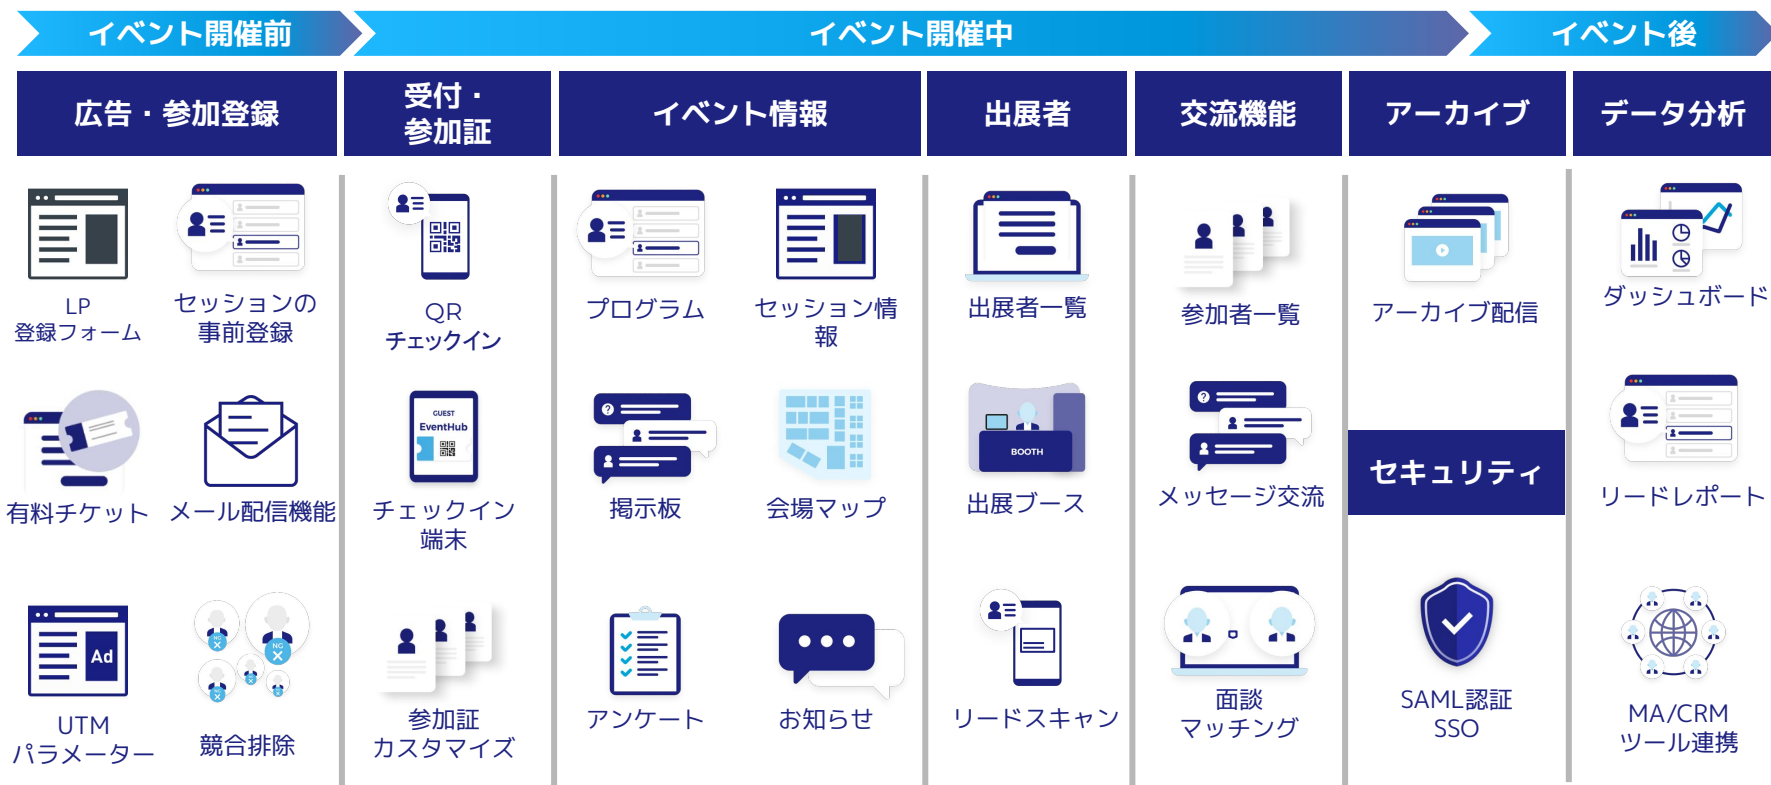 イベント開催前
イベント開催中
イベント後
広告・参加登録
受付・
参加証
イベント情報
出展者
交流機能
アーカイブ
データ分析
LP
登録フォーム
セッションの
事前登録
QR
チェックイン
プログラム
セッション情
報
出展者一覧
参加者一覧
アーカイブ配信
ダッシュボード
有料チケット
メール配信機能
GUEST
EventHub
チェックイン
端末
?
掲示板
会場マップ
BOOTH
出展ブース
?
メッセージ交流
セキュリティ
リードレポート
Ad
UTM
パラメーター
NG
X
NG
X
X
X
X
競合排除
参加証
カスタマイズ
アンケート
お知らせ
リードスキャン
面談
マッチング
SAML認証
SSO
MA/CRM
ツール連携